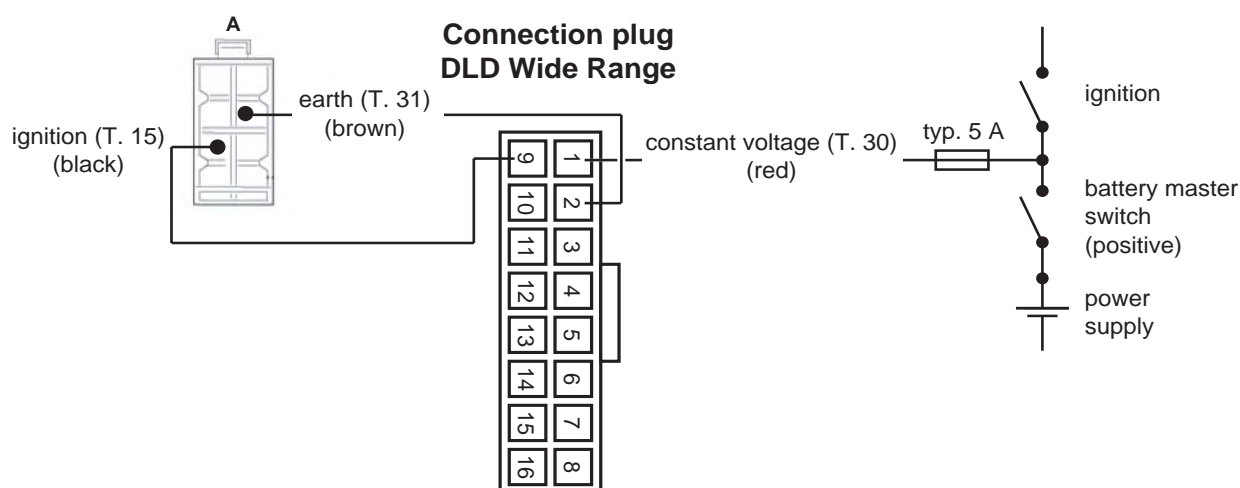 A
Connection plug
DLD Wide Range
earth (T. 31)
(brown)
ignition (T. 15)
(black)
constant voltage (T. 30)
(red)
typ. 5 A
ignition
battery master
switch
(positive)
power
supply
9 1
10 2
11 3
12 4
13 5
14 6
15 7
16 8